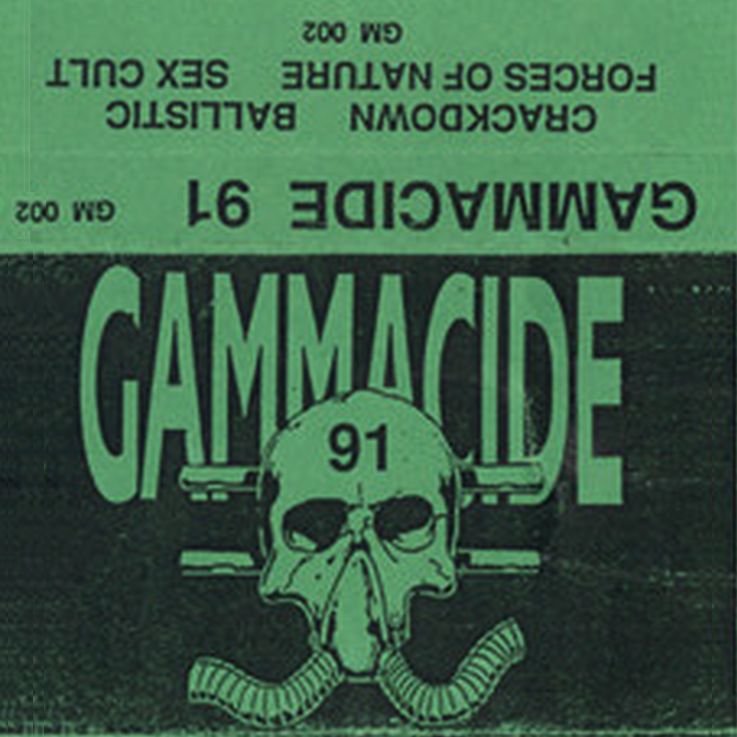 GAMMACIDE 91 GM 002
CRACKDOWN BALLISTIC
FORCES OF NATURE SEX CULT
GM 002
GAMMACIDE
91